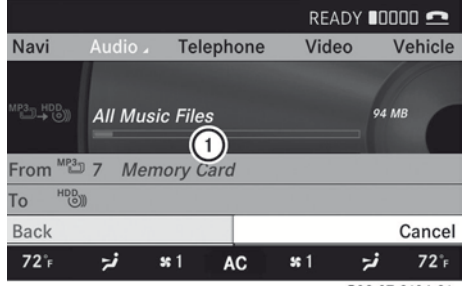 READY
Navi Audio Telephone Video Vehicle
MP3 HDD
All Music Files 94 MB
1
From MP3 7 Memory Card
To HDD
Back Cancel
72°F 1 AC 1 72°F